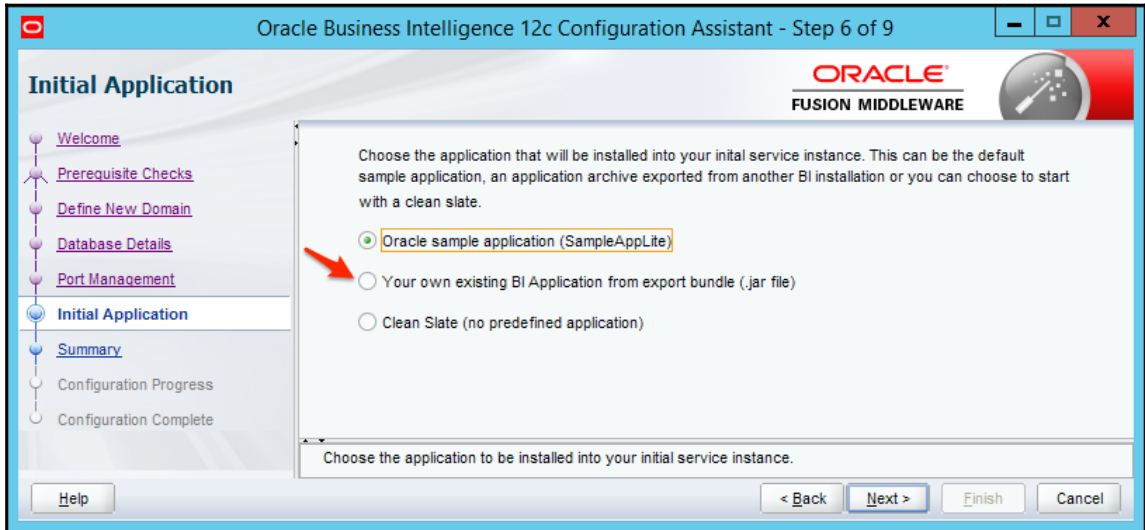 Oracle Business Intelligence 12c Configuration Assistant - Step 6 of 9
Initial Application
ORACLE
FUSION MIDDLEWARE
Welcome
Prerequisite Checks
Define New Domain
Database Details
Port Management
Initial Application
Summary
Configuration Progress
Configuration Complete
Choose the application that will be installed into your inital service instance. This can be the default
sample application, an application archive exported from another BI installation or you can choose to start
with a clean slate.
Oracle sample application (SampleAppLite)
Your own existing BI Application from export bundle (.jar file)
Clean Slate (no predefined application)
Choose the application to be installed into your initial service instance.
Help
< Back
Next >
Finish
Cancel